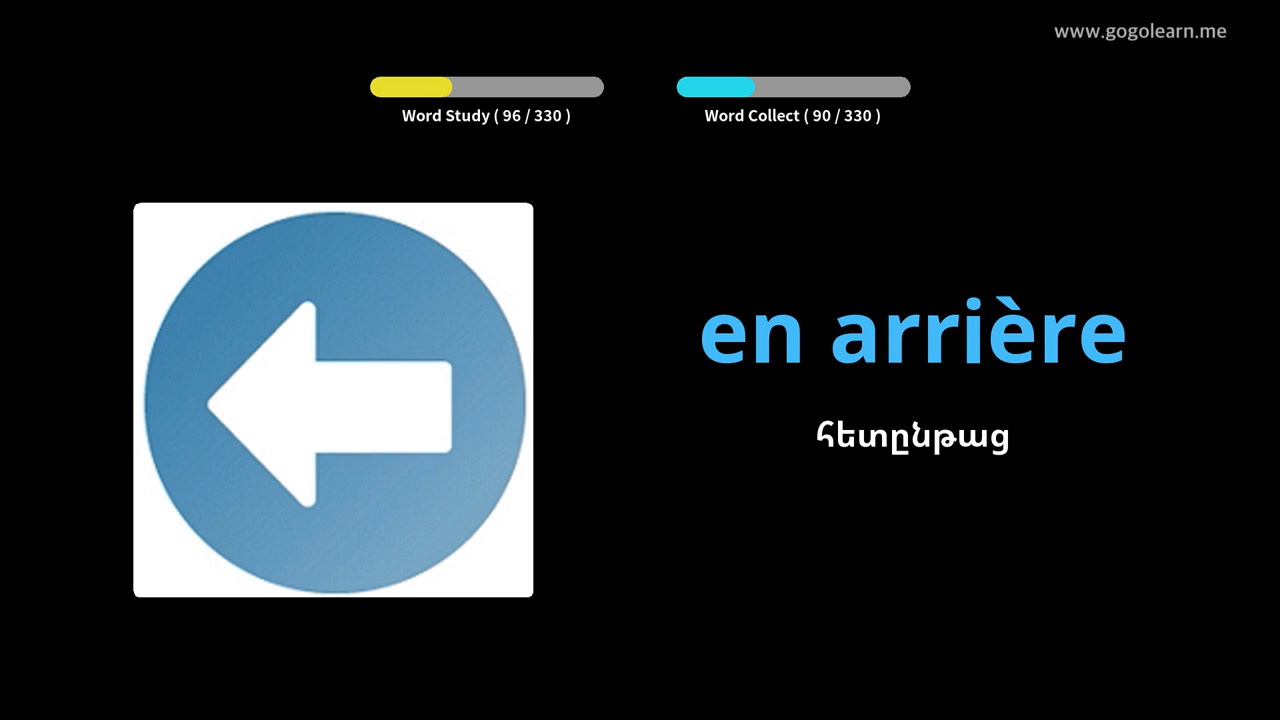 www.gogolearn.me
Word Study ( 96 / 330 )
Word Collect ( 90 / 330 )
en arrière
հետընթաց